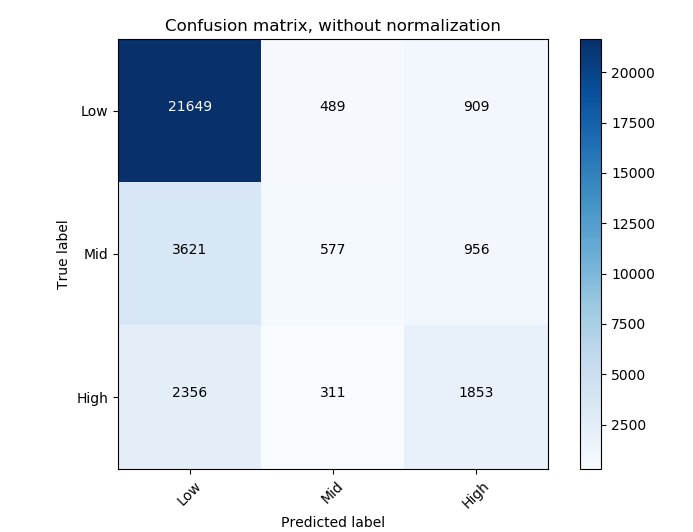 Confusion matrix, without normalization
Low 21649 489 909
Mid 3621 577 956
High 2356 311 1853
Low Mid High
True label
Predicted label
20000
17500
15000
12500
10000
7500
5000
2500